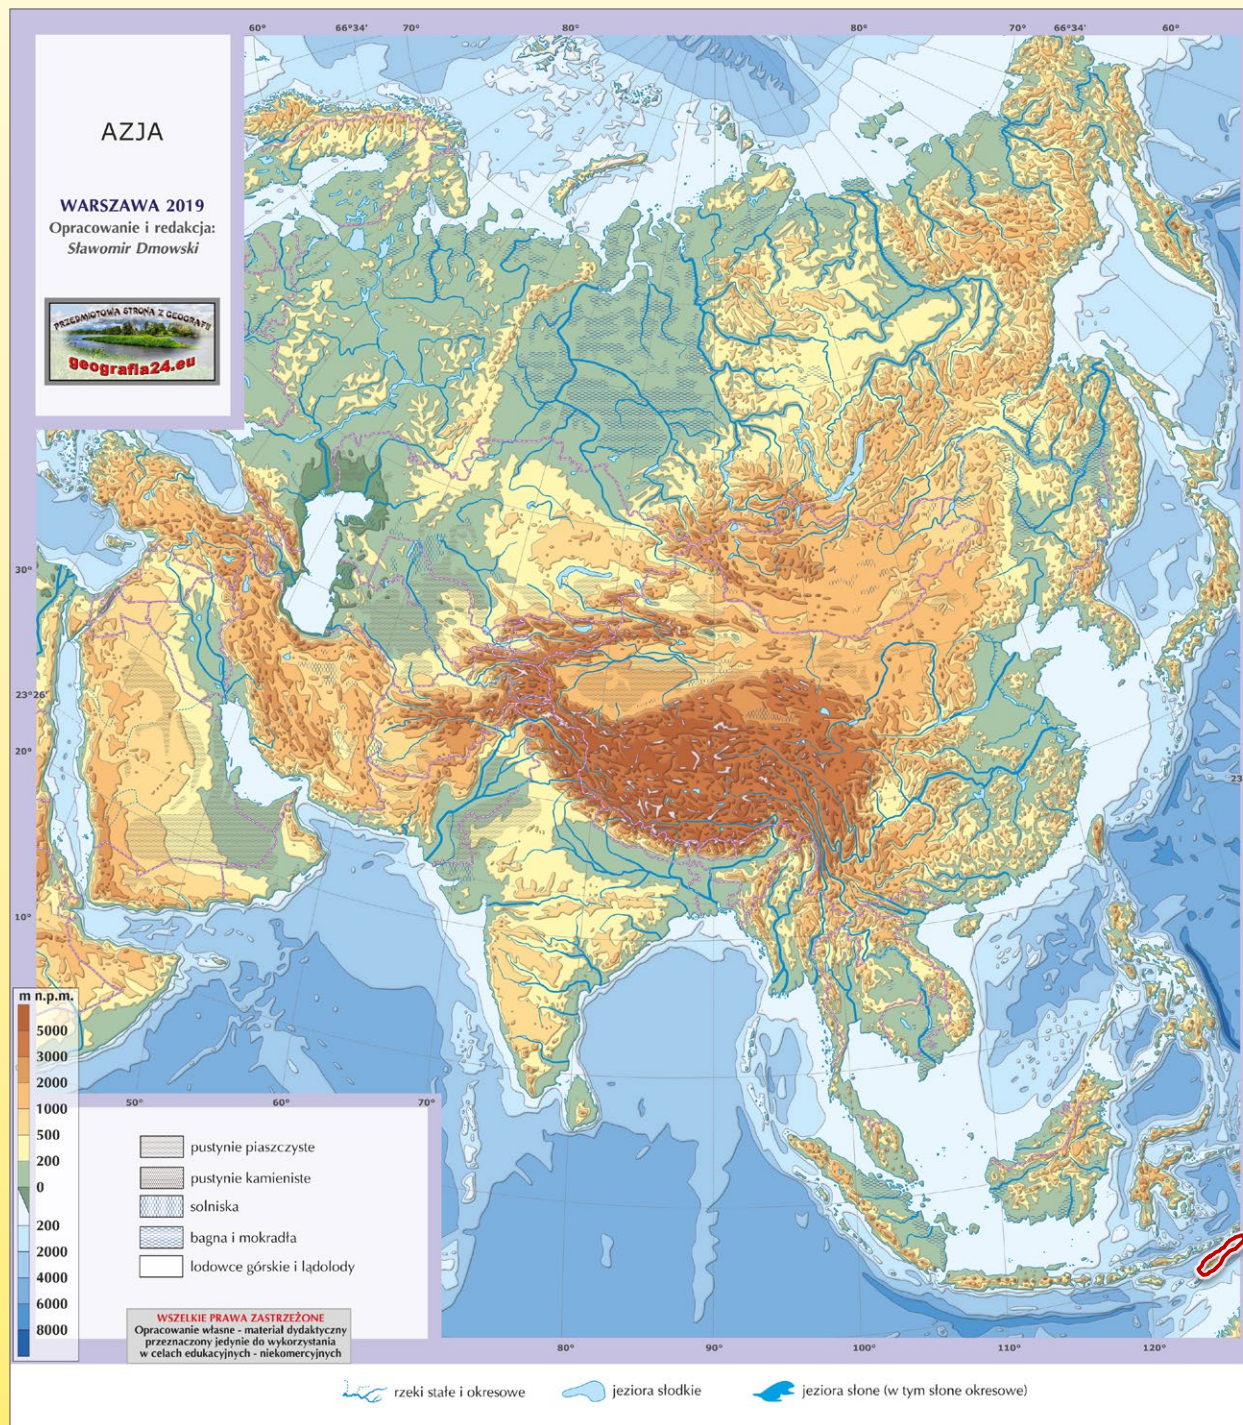 60° 66°34' 70° 80° 80° 70° 66°34' 60°
AZJA
WARSZAWA 2019
Opracowanie i redakcja:
Sławomir Dmowski
PRZEDMIOTOWA STRONA Z GEOGRAFII
geografia24.eu
30°
23°26'
20°
10°
23
m n.p.m.
5000
3000
2000
1000
500
200
0
200
2000
4000
6000
8000
50° 60° 70°
pustynie piaszczyste
pustynie kamieniste
solniska
bagna i mokradła
lodowce górskie i lądolody
WSZELKIE PRAWA ZASTRZEŻONE
Opracowanie własne - materiał dydaktyczny
przeznaczony jedynie do wykorzystania
w celach edukacyjnych - niekomercyjnych
80° 90° 100° 110° 120°
rzeki stałe i okresowe
jeziora słodkie
jeziora słone (w tym słone okresowe)